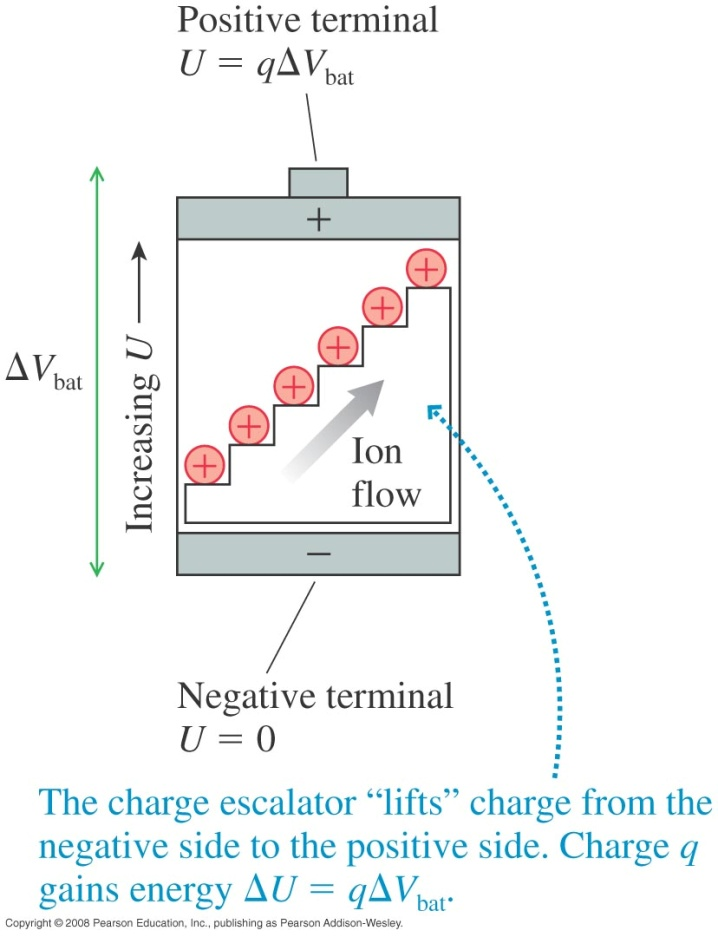 Positive terminal
U = qΔV_bat
+
+
+
+
+
+
+
ΔV_bat
Increasing U
Ion
flow
−
Negative terminal
U = 0
The charge escalator “lifts” charge from the
negative side to the positive side. Charge q
gains energy ΔU = qΔV_bat.
Copyright © 2008 Pearson Education, Inc., publishing as Pearson Addison-Wesley.